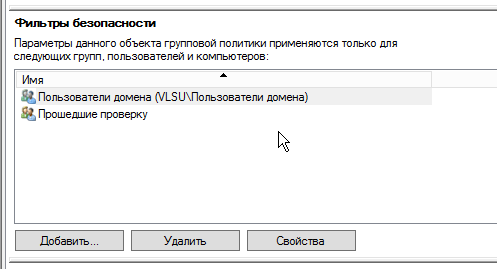 Фильтры безопасности
Параметры данного объекта групповой политики применяются только для
следующих групп, пользователей и компьютеров:
Имя
Пользователи домена (VLSU\Пользователи домена)
Прошедшие проверку
Добавить... Удалить Свойства